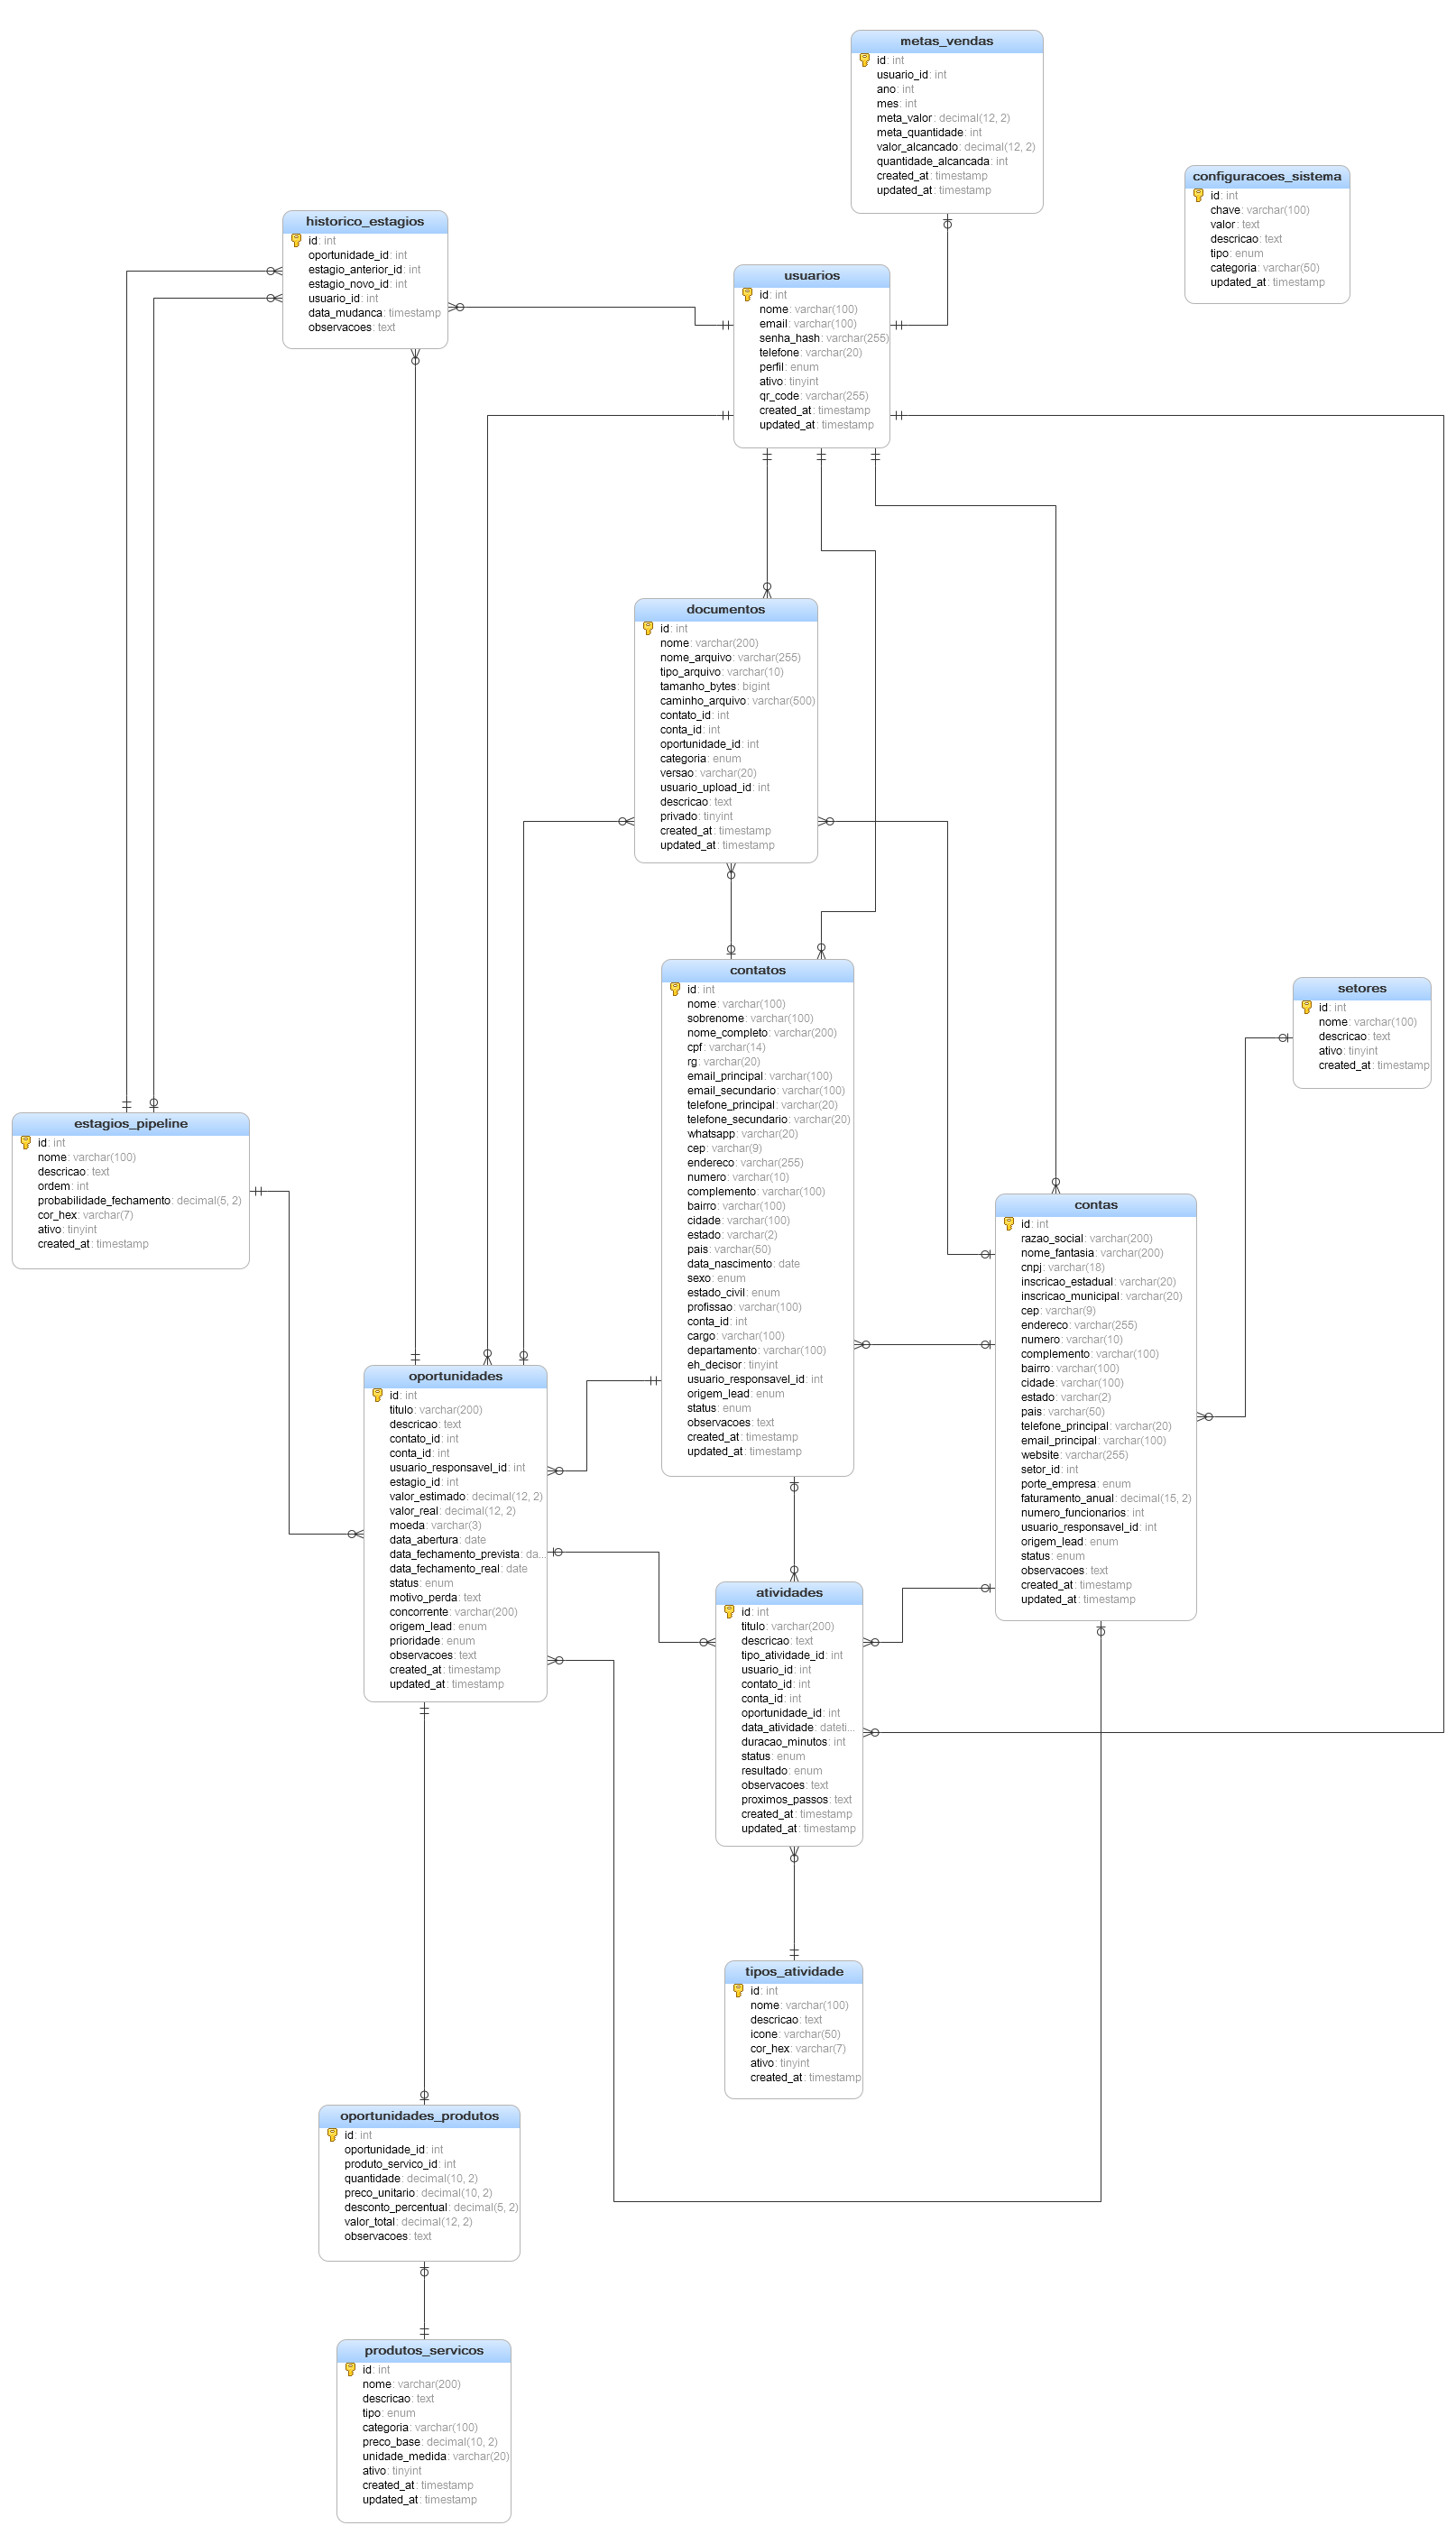 metas_vendas
id: int
usuario_id: int
ano: int
mes: int
meta_valor: decimal(12, 2)
meta_quantidade: int
valor_alcancado: decimal(12, 2)
quantidade_alcancada: int
created_at: timestamp
updated_at: timestamp
configuracoes_sistema
id: int
chave: varchar(100)
valor: text
descricao: text
tipo: enum
categoria: varchar(50)
updated_at: timestamp
historico_estagios
id: int
oportunidade_id: int
estagio_anterior_id: int
estagio_novo_id: int
usuario_id: int
data_mudanca: timestamp
observacoes: text
usuarios
id: int
nome: varchar(100)
email: varchar(100)
senha_hash: varchar(255)
telefone: varchar(20)
perfil: enum
ativo: tinyint
qr_code: varchar(255)
created_at: timestamp
updated_at: timestamp
documentos
id: int
nome: varchar(200)
nome_arquivo: varchar(255)
tipo_arquivo: varchar(10)
tamanho_bytes: bigint
caminho_arquivo: varchar(500)
contato_id: int
conta_id: int
oportunidade_id: int
categoria: enum
versao: varchar(20)
usuario_upload_id: int
descricao: text
privado: tinyint
created_at: timestamp
updated_at: timestamp
contatos
id: int
nome: varchar(100)
sobrenome: varchar(100)
nome_completo: varchar(200)
cpf: varchar(14)
rg: varchar(20)
email_principal: varchar(100)
email_secundario: varchar(100)
telefone_principal: varchar(20)
telefone_secundario: varchar(20)
whatsapp: varchar(20)
cep: varchar(9)
endereco: varchar(255)
numero: varchar(10)
complemento: varchar(100)
bairro: varchar(100)
cidade: varchar(100)
estado: varchar(2)
pais: varchar(50)
data_nascimento: date
sexo: enum
estado_civil: enum
profissao: varchar(100)
conta_id: int
cargo: varchar(100)
departamento: varchar(100)
eh_decisor: tinyint
usuario_responsavel_id: int
origem_lead: enum
status: enum
observacoes: text
created_at: timestamp
updated_at: timestamp
setores
id: int
nome: varchar(100)
descricao: text
ativo: tinyint
created_at: timestamp
estagios_pipeline
id: int
nome: varchar(100)
descricao: text
ordem: int
probabilidade_fechamento: decimal(5, 2)
cor_hex: varchar(7)
ativo: tinyint
created_at: timestamp
contas
id: int
razao_social: varchar(200)
nome_fantasia: varchar(200)
cnpj: varchar(18)
inscricao_estadual: varchar(20)
inscricao_municipal: varchar(20)
cep: varchar(9)
endereco: varchar(255)
numero: varchar(10)
complemento: varchar(100)
bairro: varchar(100)
cidade: varchar(100)
estado: varchar(2)
pais: varchar(50)
telefone_principal: varchar(20)
email_principal: varchar(100)
website: varchar(255)
setor_id: int
porte_empresa: enum
faturamento_anual: decimal(15, 2)
numero_funcionarios: int
usuario_responsavel_id: int
origem_lead: enum
status: enum
observacoes: text
created_at: timestamp
updated_at: timestamp
oportunidades
id: int
titulo: varchar(200)
descricao: text
contato_id: int
conta_id: int
usuario_responsavel_id: int
estagio_id: int
valor_estimado: decimal(12, 2)
valor_real: decimal(12, 2)
moeda: varchar(3)
data_abertura: date
data_fechamento_prevista: da...
data_fechamento_real: date
status: enum
motivo_perda: text
concorrente: varchar(200)
origem_lead: enum
prioridade: enum
observacoes: text
created_at: timestamp
updated_at: timestamp
atividades
id: int
titulo: varchar(200)
descricao: text
tipo_atividade_id: int
usuario_id: int
contato_id: int
conta_id: int
oportunidade_id: int
data_atividade: dateti...
duracao_minutos: int
status: enum
resultado: enum
observacoes: text
proximos_passos: text
created_at: timestamp
updated_at: timestamp
tipos_atividade
id: int
nome: varchar(100)
descricao: text
icone: varchar(50)
cor_hex: varchar(7)
ativo: tinyint
created_at: timestamp
oportunidades_produtos
id: int
oportunidade_id: int
produto_servico_id: int
quantidade: decimal(10, 2)
preco_unitario: decimal(10, 2)
desconto_percentual: decimal(5, 2)
valor_total: decimal(12, 2)
observacoes: text
produtos_servicos
id: int
nome: varchar(200)
descricao: text
tipo: enum
categoria: varchar(100)
preco_base: decimal(10, 2)
unidade_medida: varchar(20)
ativo: tinyint
created_at: timestamp
updated_at: timestamp